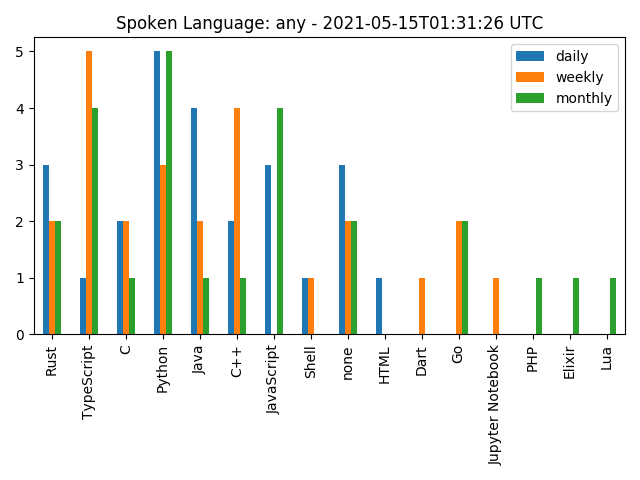 Spoken Language: any - 2021-05-15T01:31:26 UTC
daily
weekly
monthly
5
4
3
2
1
0
Rust
TypeScript
C
Python
Java
C++
JavaScript
Shell
none
HTML
Dart
Go
Jupyter Notebook
PHP
Elixir
Lua